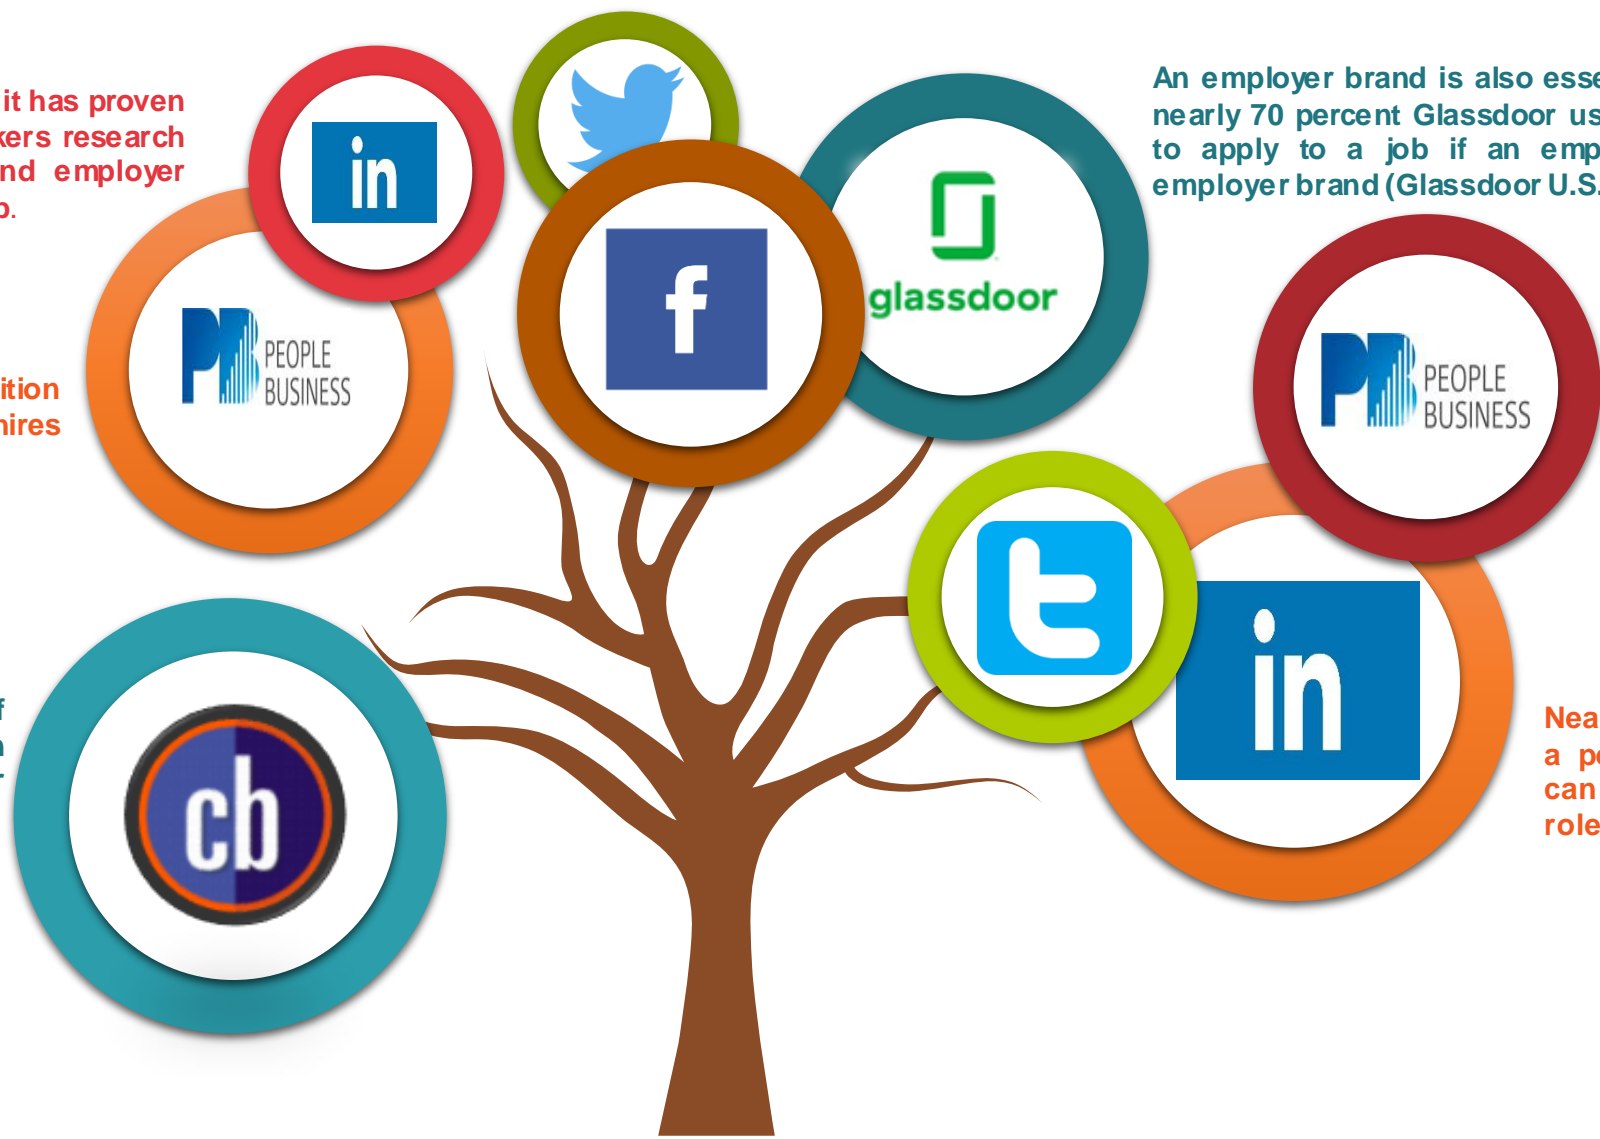 it has proven
kers research
nd employer
.
in
An employer brand is also esse
nearly 70 percent Glassdoor us
to apply to a job if an emp
employer brand (Glassdoor U.S.
f
glassdoor
PB PEOPLE
BUSINESS
PB PEOPLE
BUSINESS
ition
hires
t
in
cb
Nea
a pe
can
role